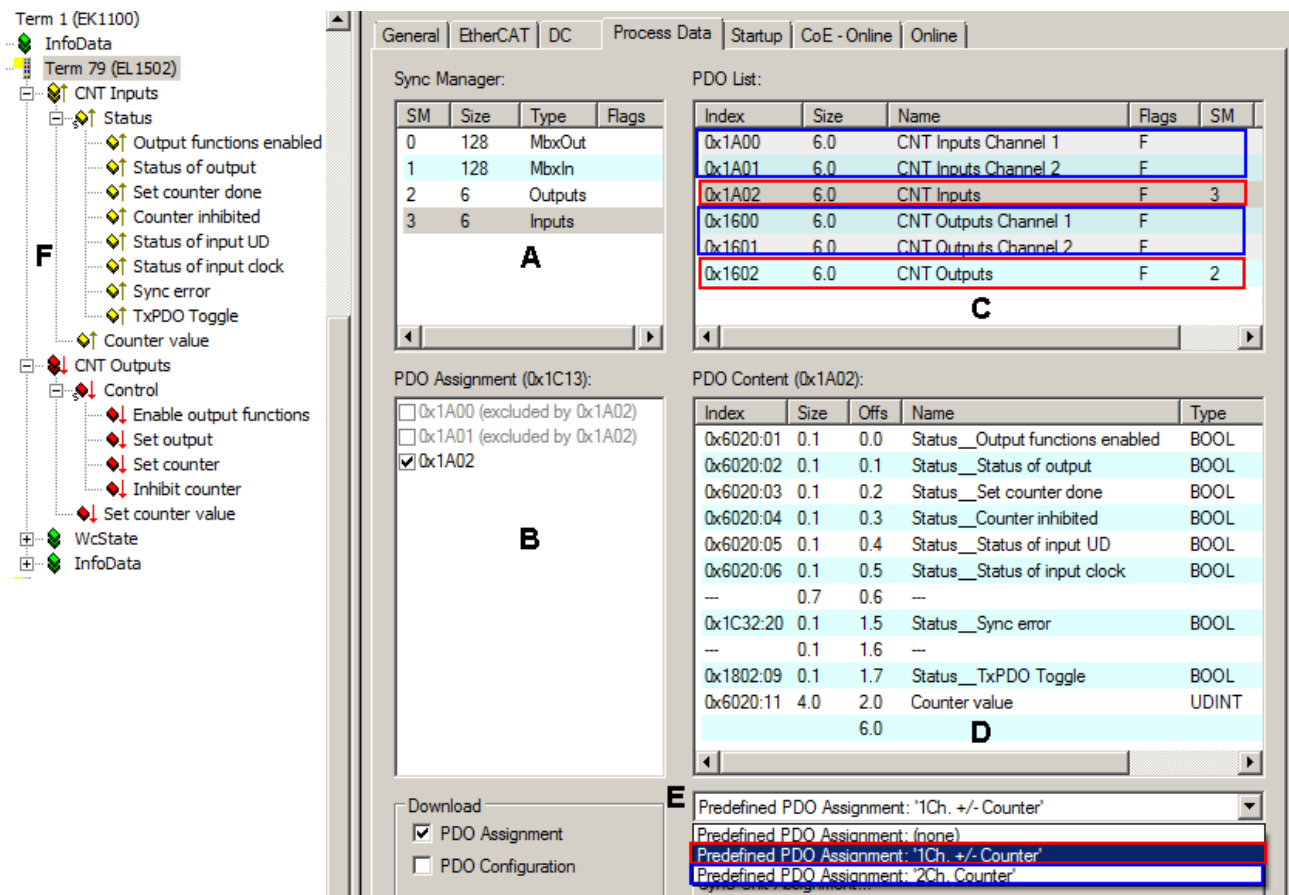 Term 1 (EK1100)
InfoData
Term 79 (EL1502)
CNT Inputs
Status
Output functions enabled
Status of output
Set counter done
Counter inhibited
Status of input UD
Status of input clock
Sync error
TxPDO Toggle
Counter value
CNT Outputs
Control
Enable output functions
Set output
Set counter
Inhibit counter
Set counter value
WcState
InfoData
F
General EtherCAT DC Process Data Startup CoE - Online Online
Sync Manager:
SM Size Type Flags
0 128 MbxOut
1 128 MbxIn
2 6 Outputs
3 6 Inputs
A
PDO List:
Index Size Name Flags SM
0x1A00 6.0 CNT Inputs Channel 1 F
0x1A01 6.0 CNT Inputs Channel 2 F
0x1A02 6.0 CNT Inputs F 3
0x1600 6.0 CNT Outputs Channel 1 F
0x1601 6.0 CNT Outputs Channel 2 F
0x1602 6.0 CNT Outputs F 2
C
PDO Assignment (0x1C13):
0x1A00 (excluded by 0x1A02)
0x1A01 (excluded by 0x1A02)
0x1A02
B
PDO Content (0x1A02):
Index Size Offs Name Type
0x6020:01 0.1 0.0 Status__Output functions enabled BOOL
0x6020:02 0.1 0.1 Status__Status of output BOOL
0x6020:03 0.1 0.2 Status__Set counter done BOOL
0x6020:04 0.1 0.3 Status__Counter inhibited BOOL
0x6020:05 0.1 0.4 Status__Status of input UD BOOL
0x6020:06 0.1 0.5 Status__Status of input clock BOOL
--- 0.7 0.6 ---
0x1C32:20 0.1 1.5 Status__Sync error BOOL
--- 0.1 1.6 ---
0x1802:09 0.1 1.7 Status__TxPDO Toggle BOOL
0x6020:11 4.0 2.0 Counter value UDINT
6.0
D
Download
PDO Assignment
PDO Configuration
E
Predefined PDO Assignment: '1Ch. +/- Counter'
Predefined PDO Assignment: (none)
Predefined PDO Assignment: '1Ch. +/- Counter'
Predefined PDO Assignment: '2Ch. Counter'